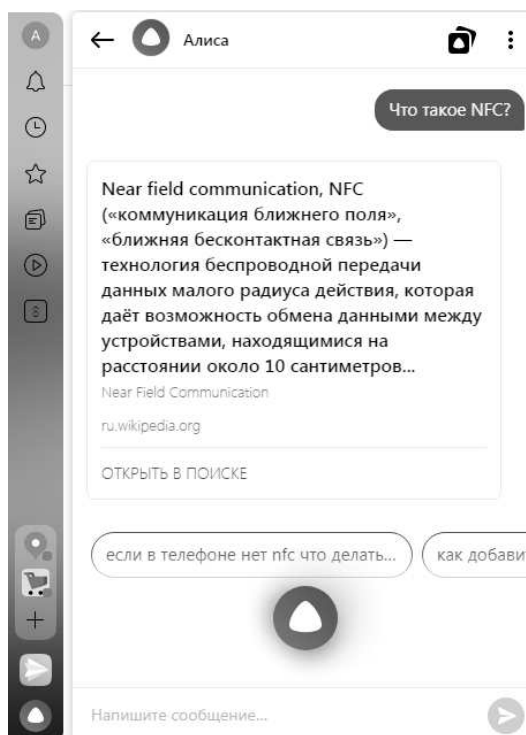 А
Алиса
Что такое NFC?
Near field communication, NFC
(«коммуникация ближнего поля»,
«ближняя бесконтактная связь») —
технология беспроводной передачи
данных малого радиуса действия, которая
даёт возможность обмена данными между
устройствами, находящимися на
расстоянии около 10 сантиметров...
Near Field Communication
ru.wikipedia.org
ОТКРЫТЬ В ПОИСКЕ
если в телефоне нет nfc что делать...
как добави
Напишите сообщение...